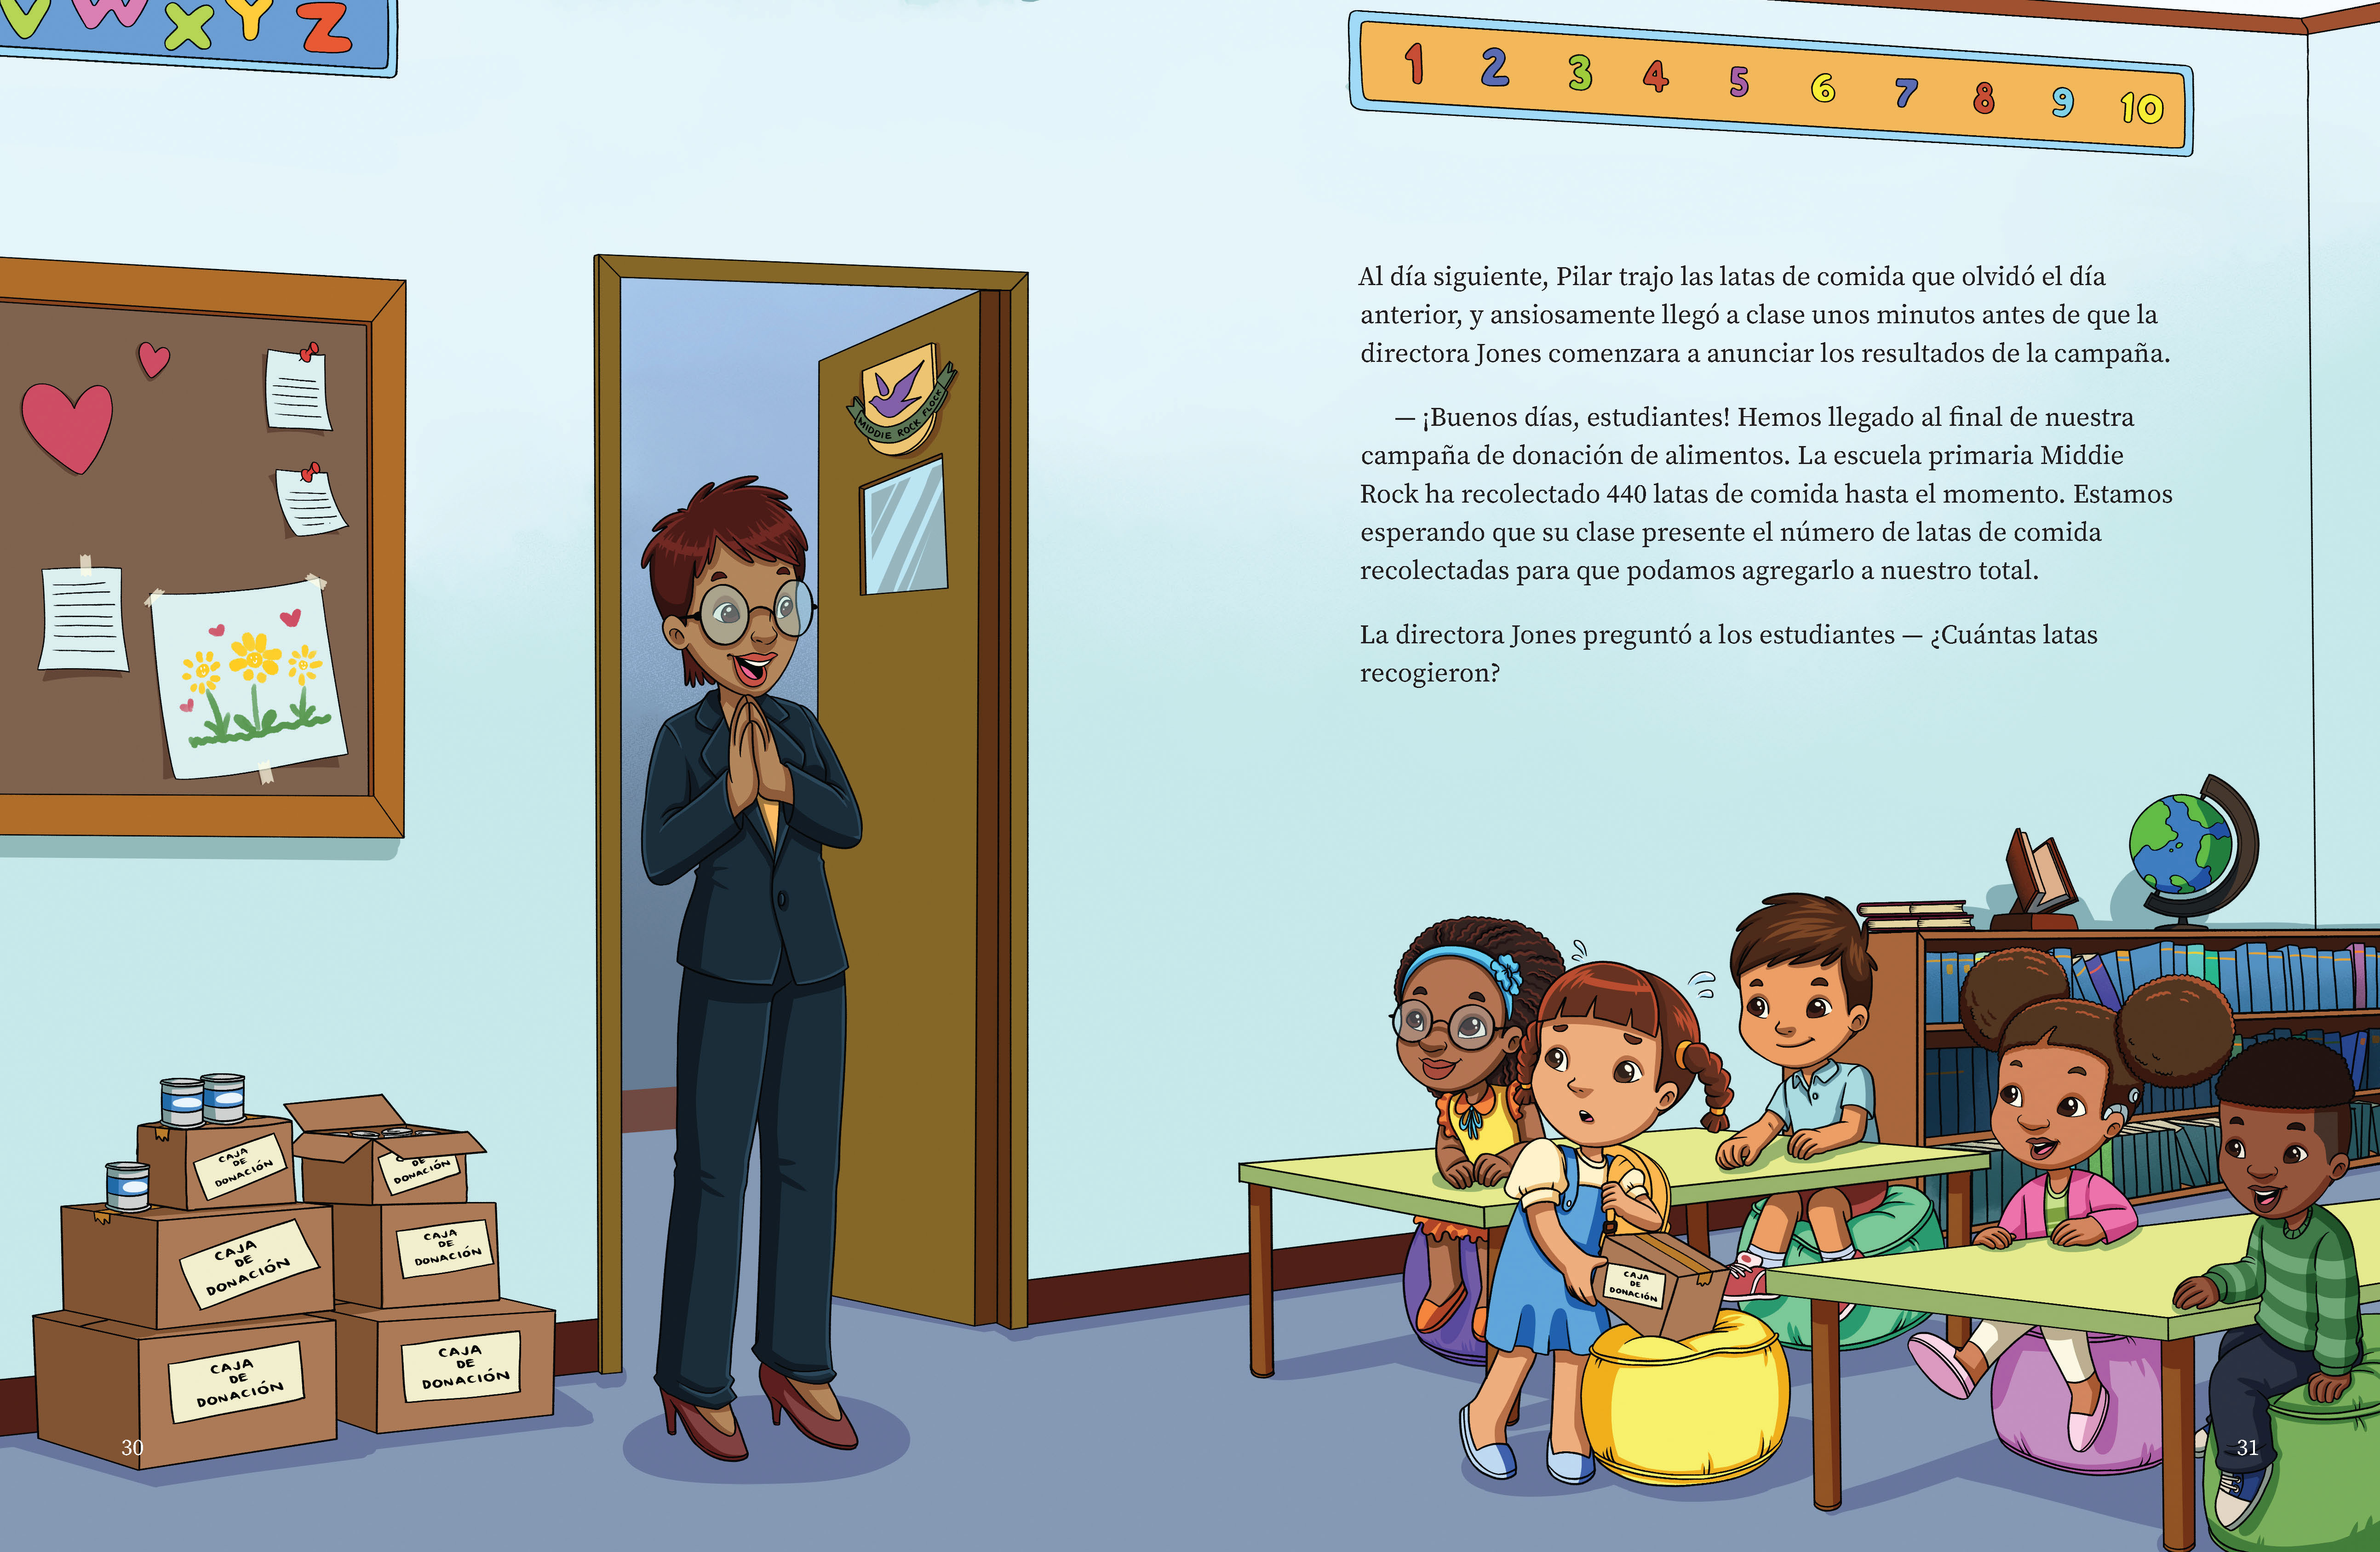 V W X Y Z
1 2 3 4 5 6 7 8 9 10
Al día siguiente, Pilar trajo las latas de comida que olvidó el día
anterior, y ansiosamente llegó a clase unos minutos antes de que la
directora Jones comenzara a anunciar los resultados de la campaña.
— ¡Buenos días, estudiantes! Hemos llegado al final de nuestra
campaña de donación de alimentos. La escuela primaria Middie
Rock ha recolectado 440 latas de comida hasta el momento. Estamos
esperando que su clase presente el número de latas de comida
recolectadas para que podamos agregarlo a nuestro total.
La directora Jones preguntó a los estudiantes — ¿Cuántas latas
recogieron?
MIDDIE ROCK FLOCK
CAJA
DE
DONACIÓN
DE
DONACIÓN
CAJA
DE
DONACIÓN
CAJA
DE
DONACIÓN
CAJA
DE
DONACIÓN
CAJA
DE
DONACIÓN
CAJA
DE
DONACIÓN
30
31